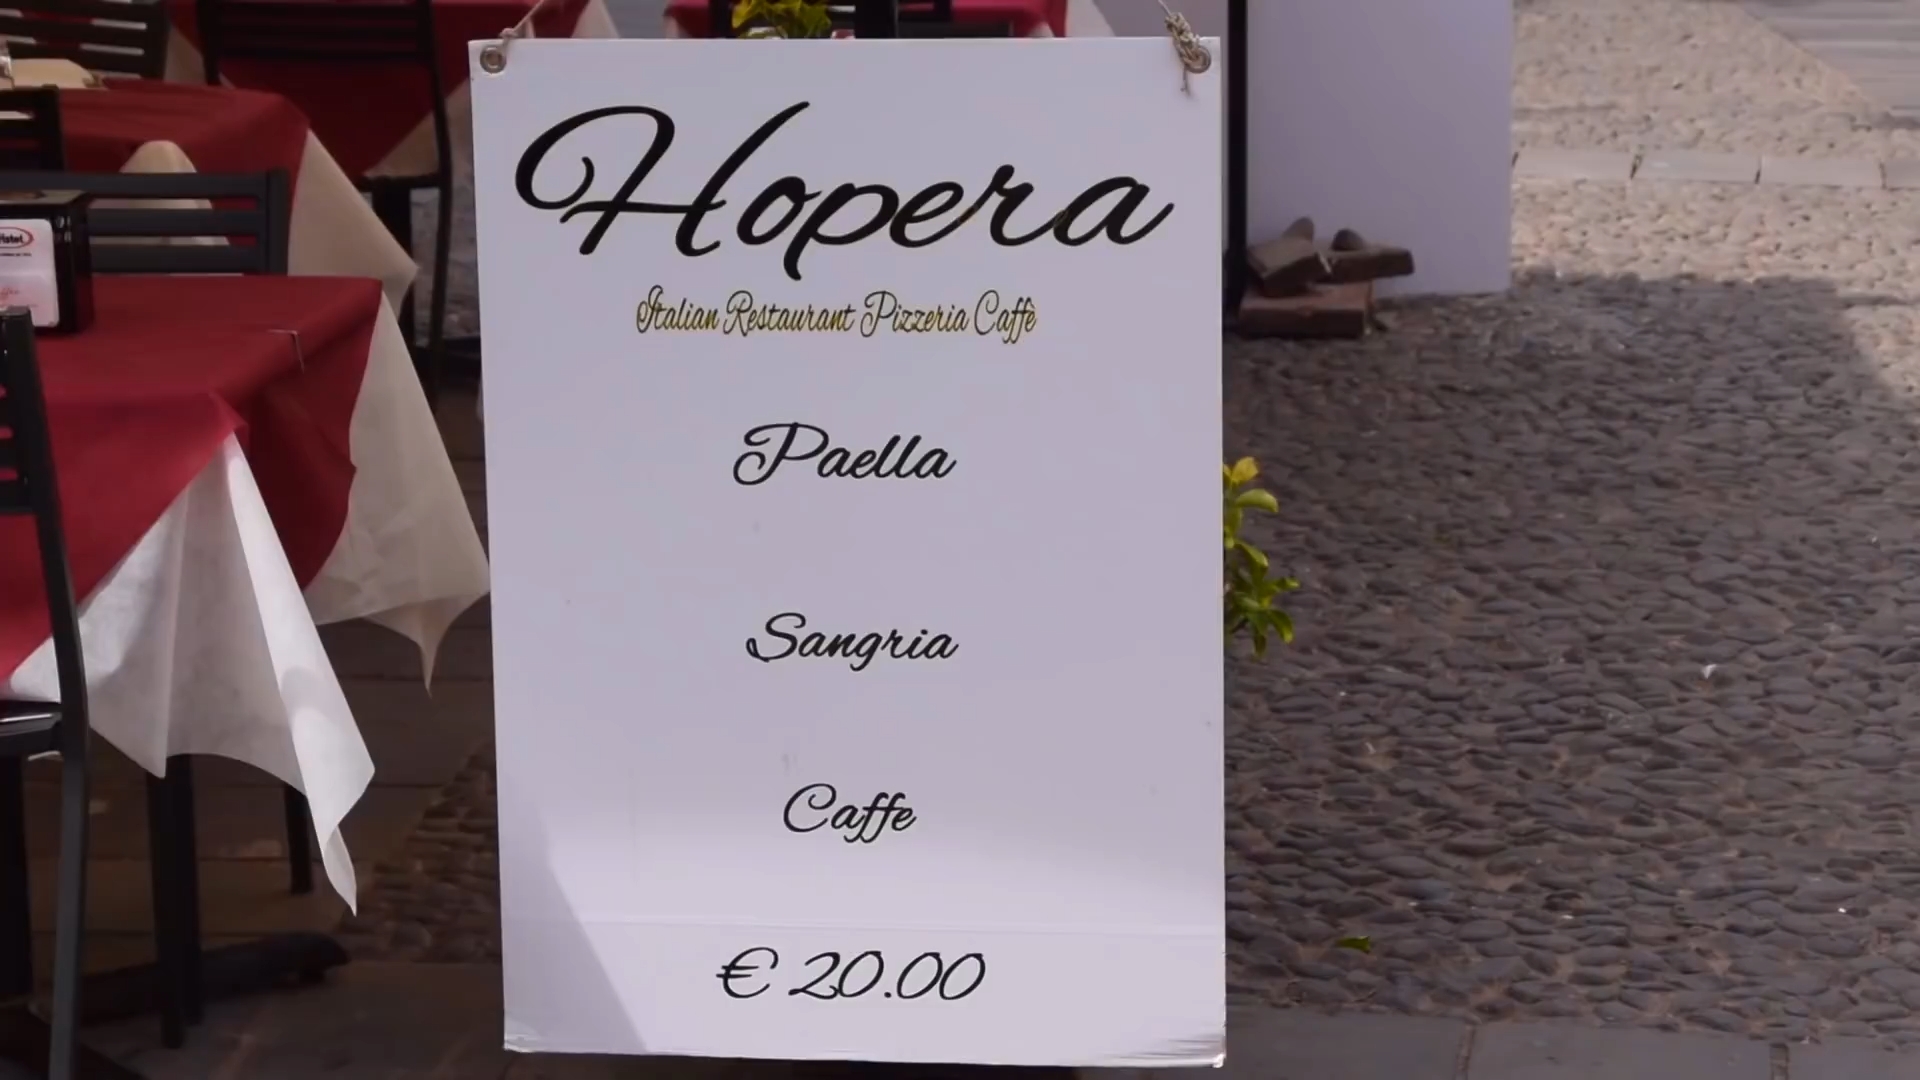 Hopera
Italian Restaurant Pizzeria Caffè
Paella
Sangria
Caffe
€ 20.00